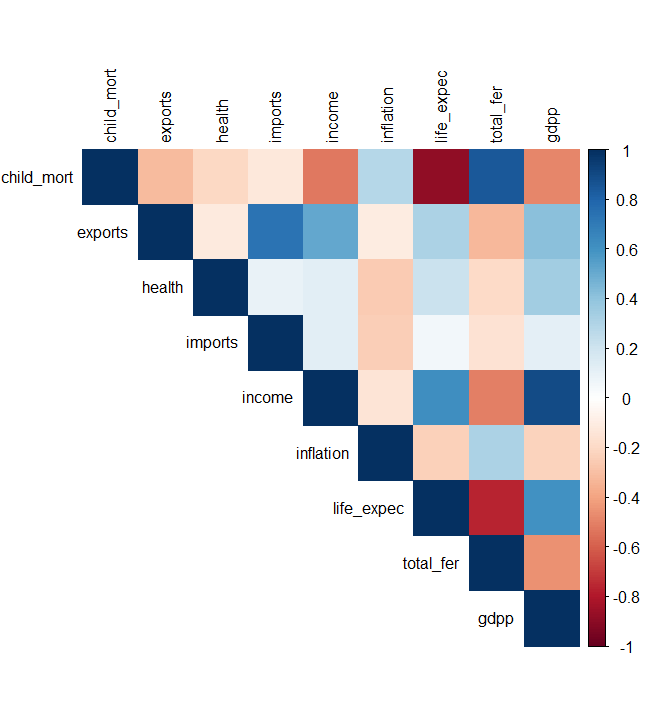 child_mort
exports
health
imports
income
inflation
life_expec
total_fer
gdpp
child_mort
exports
health
imports
income
inflation
life_expec
total_fer
gdpp
1
0.8
0.6
0.4
0.2
0
-0.2
-0.4
-0.6
-0.8
-1